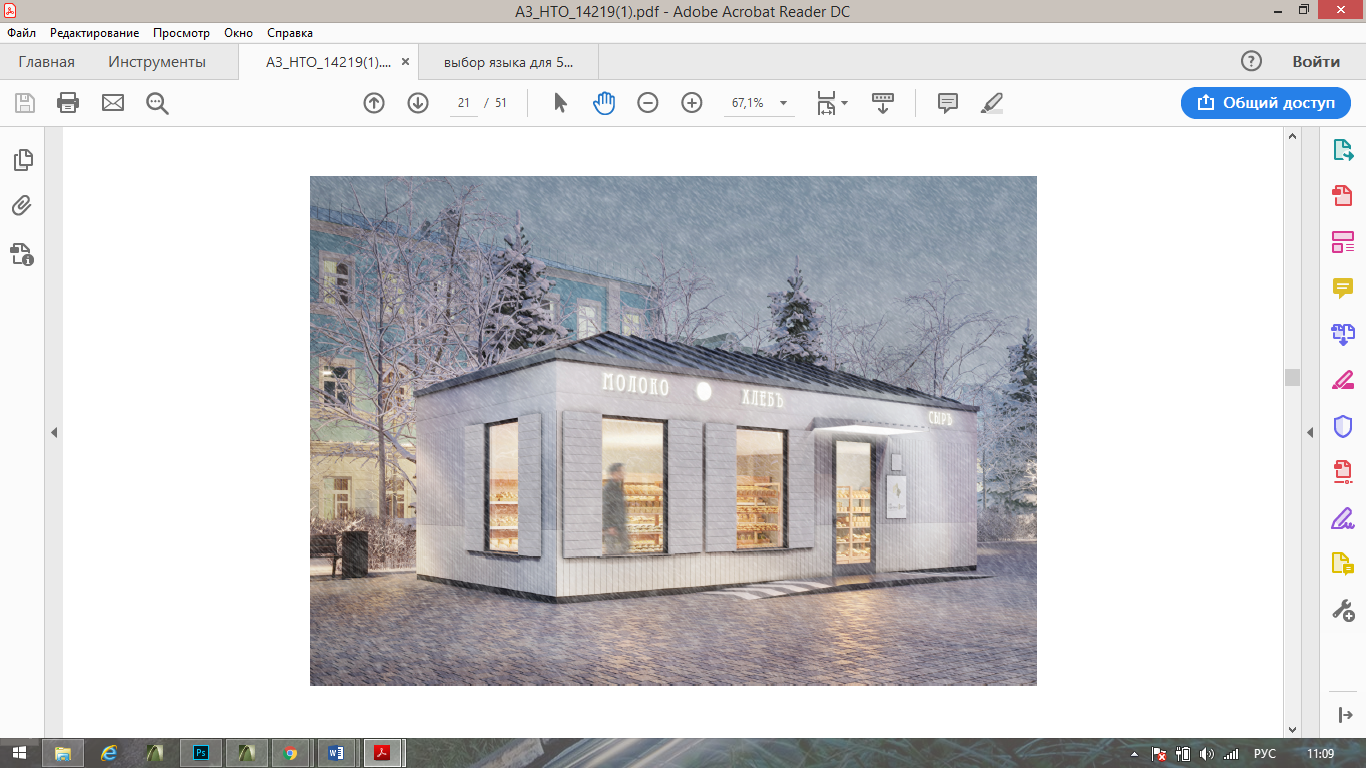 A3_НТО_14219(1).pdf - Adobe Acrobat Reader DC
Файл Редактирование Просмотр Окно Справка
Главная Инструменты A3_НТО_14219(1).... × выбор языка для 5... ? Войти
21 / 51 67,1% Общий доступ
МОЛОКО ХЛЕБЪ СЫРЪ
Ps РУС 11:09